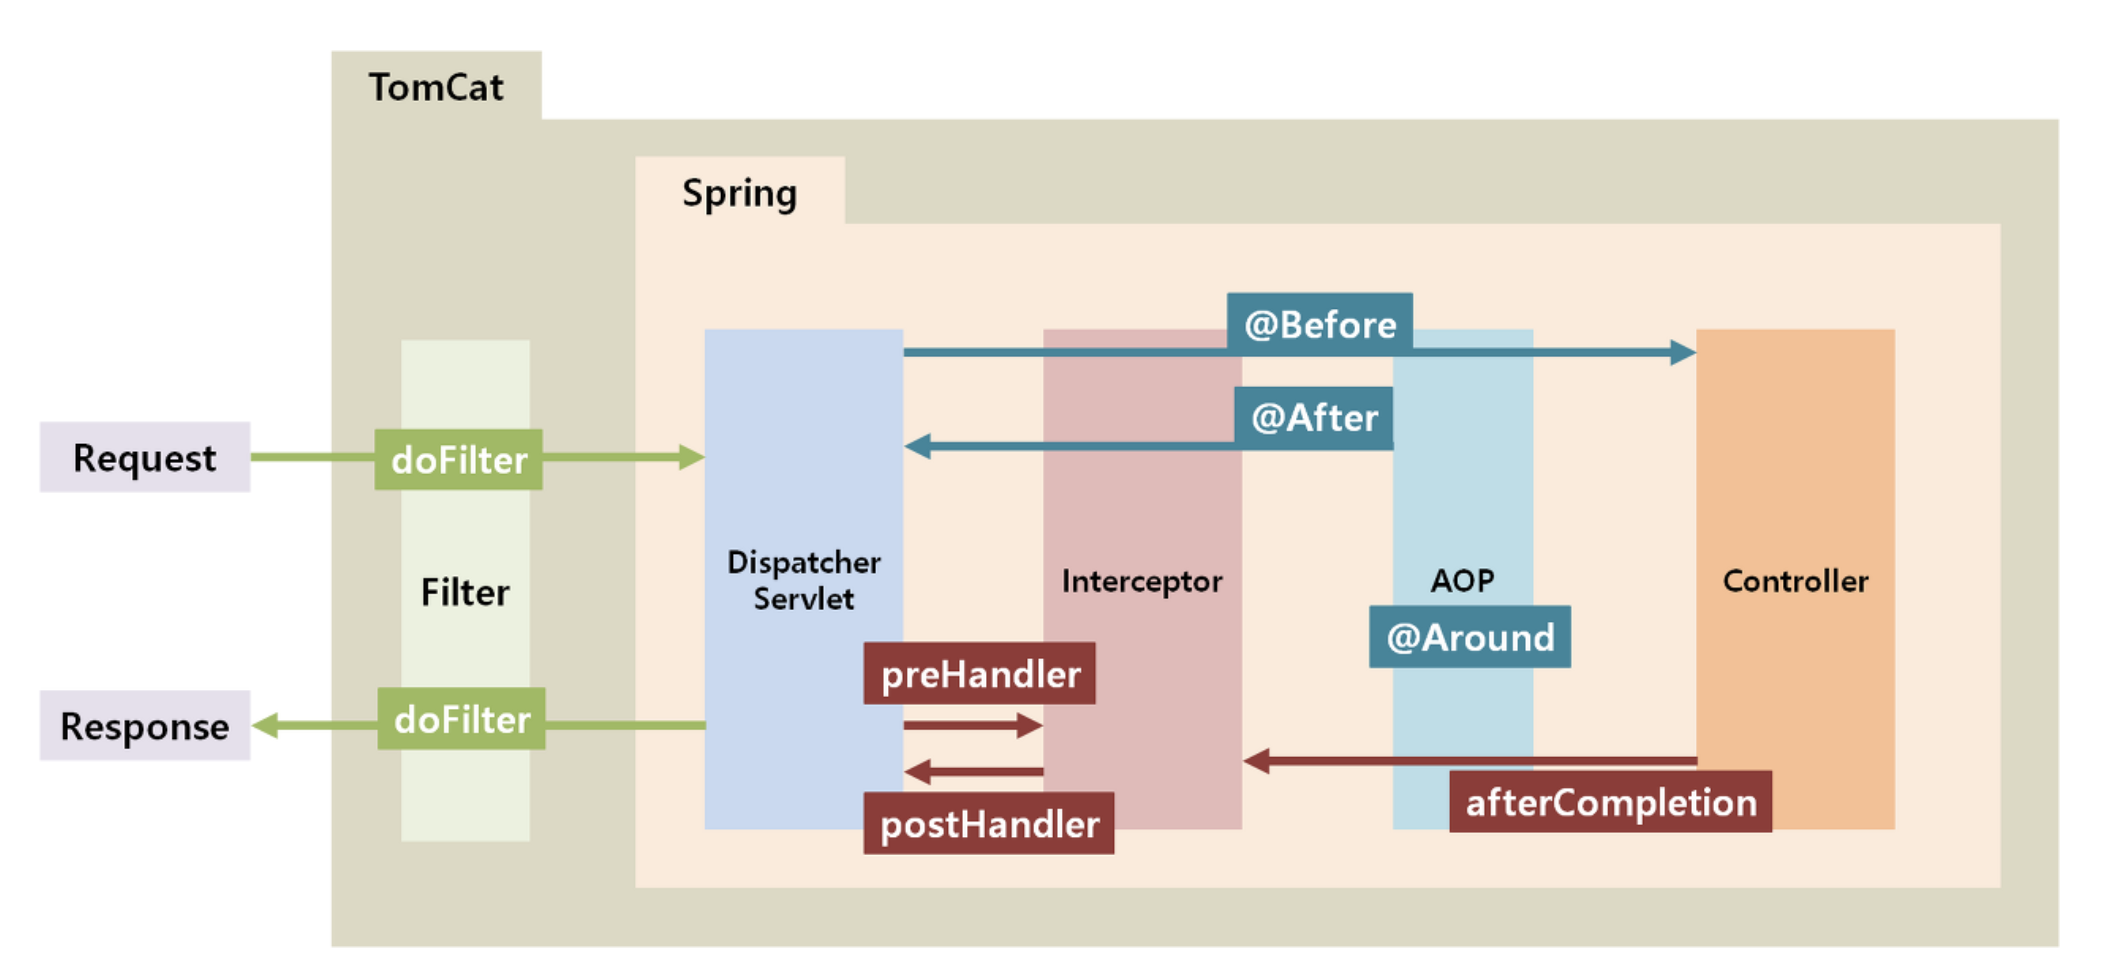 TomCat
Spring
@Before
@After
Request
doFilter
Dispatcher
Servlet
Interceptor
AOP
Controller
Filter
@Around
preHandler
Response
doFilter
afterCompletion
postHandler